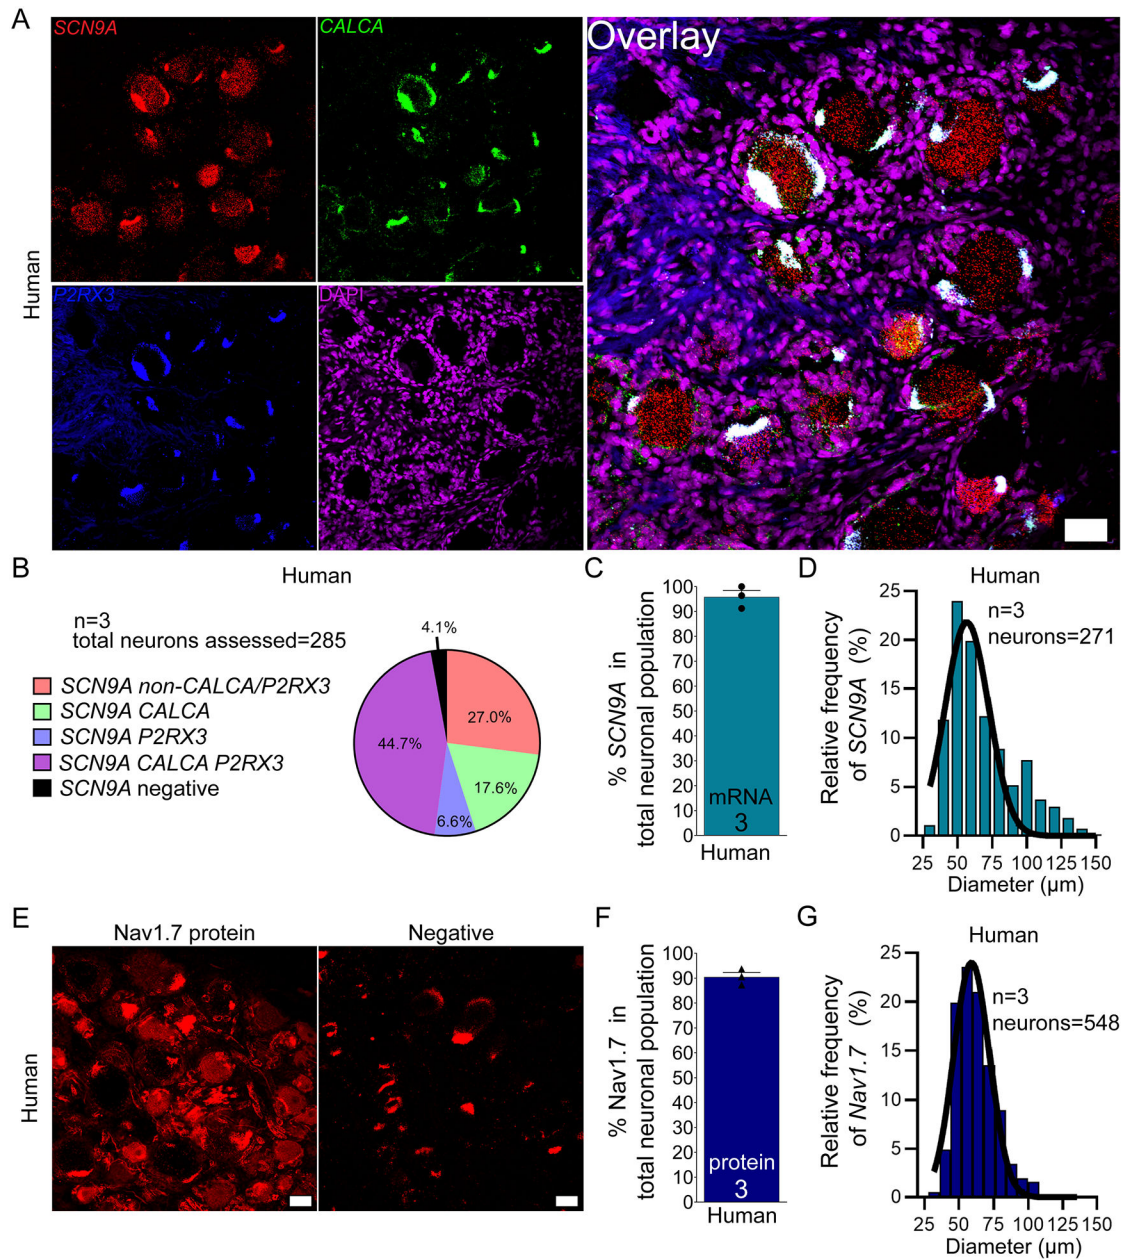 A
SCN9A
CALCA
Overlay
Human
P2RX3
DAPI
B
Human
n=3
total neurons assessed=285
SCN9A non-CALCA/P2RX3
SCN9A CALCA
SCN9A P2RX3
SCN9A CALCA P2RX3
SCN9A negative
4.1%
27.0%
44.7%
17.6%
6.6%
C
% SCN9A in
total neuronal population
100
90
80
70
60
50
40
30
20
10
0
mRNA
3
Human
D
Human
n=3
neurons=271
Relative frequency
of SCN9A (%)
25
20
15
10
5
0
25 50 75 100 125 150
Diameter (µm)
E
Nav1.7 protein
Negative
Human
F
% Nav1.7 in
total neuronal population
100
90
80
70
60
50
40
30
20
10
0
protein
3
Human
G
Human
n=3
neurons=548
Relative frequency
of Nav1.7 (%)
25
20
15
10
5
0
25 50 75 100 125 150
Diameter (µm)